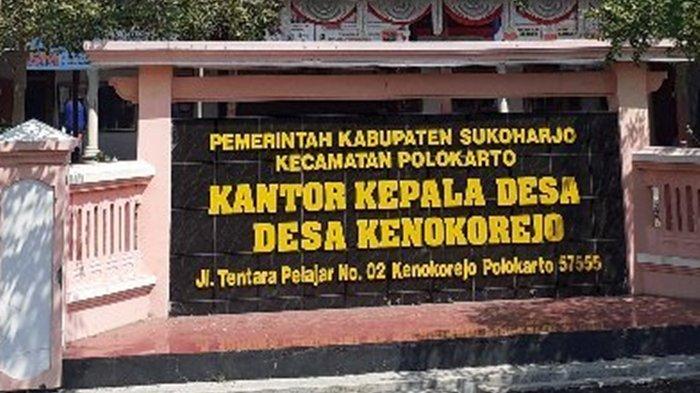 PEMERINTAH KABUPATEN SUKOHARJO
KECAMATAN POLOKARTO
KANTOR KEPALA DESA
DESA KENOKOREJO
Jl. Tentara Pelajar No. 02 Kenokorejo Polokarto 57555